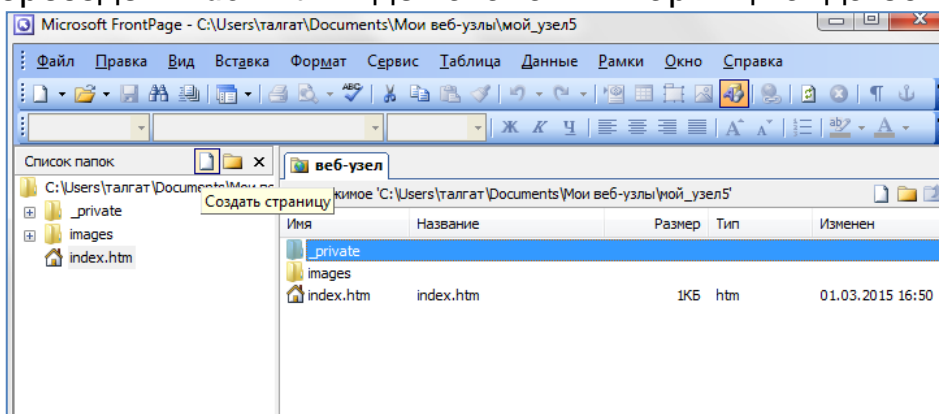 Microsoft FrontPage - C:\Users\талгат\Documents\Мои веб-узлы\мой_узел5
Файл Правка Вид Вставка Формат Сервис Таблица Данные Рамки Окно Справка
Ж К Ч
Список папок
веб-узел
C:\Users\талгат\Documents\Мои
'C:\Users\талгат\Documents\Мои веб-узлы\мой_узел5'
Создать страницу
_private
images
index.htm
Имя Название Размер Тип Изменен
_private
images
index.htm index.htm 1КБ htm 01.03.2015 16:50